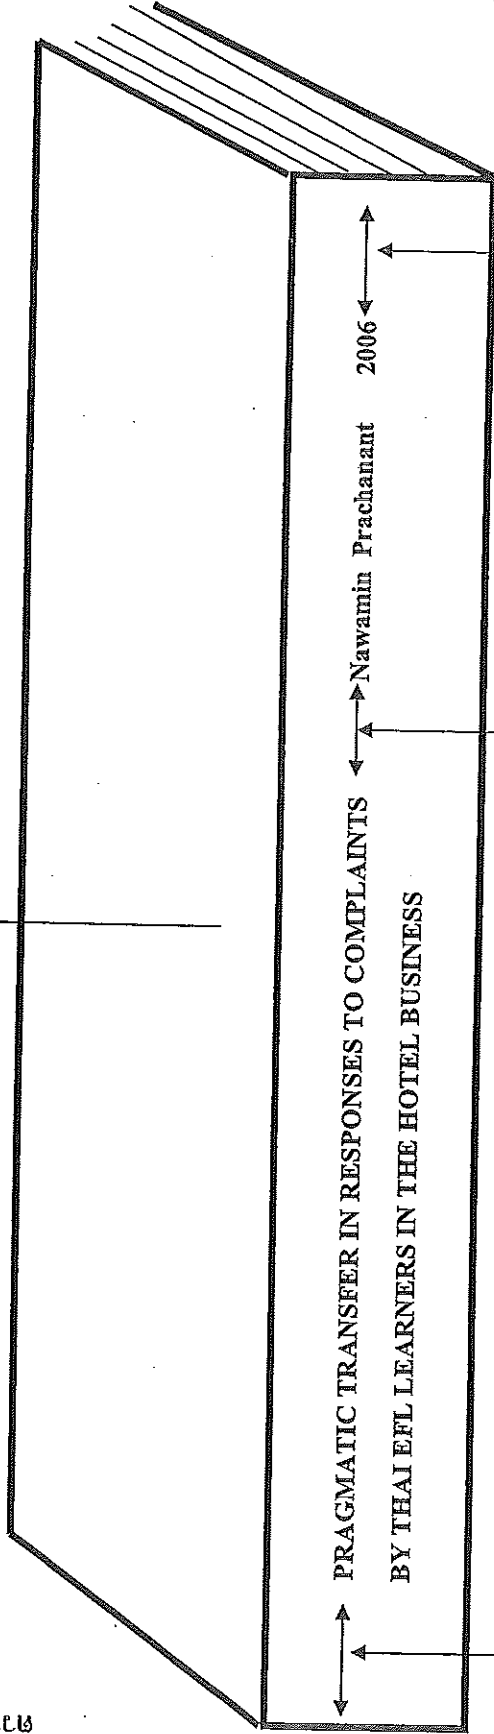 PRAGMATIC TRANSFER IN RESPONSES TO COMPLAINTS
BY THAI EFL LEARNERS IN THE HOTEL BUSINESS
Nawamin Prachanant 2006